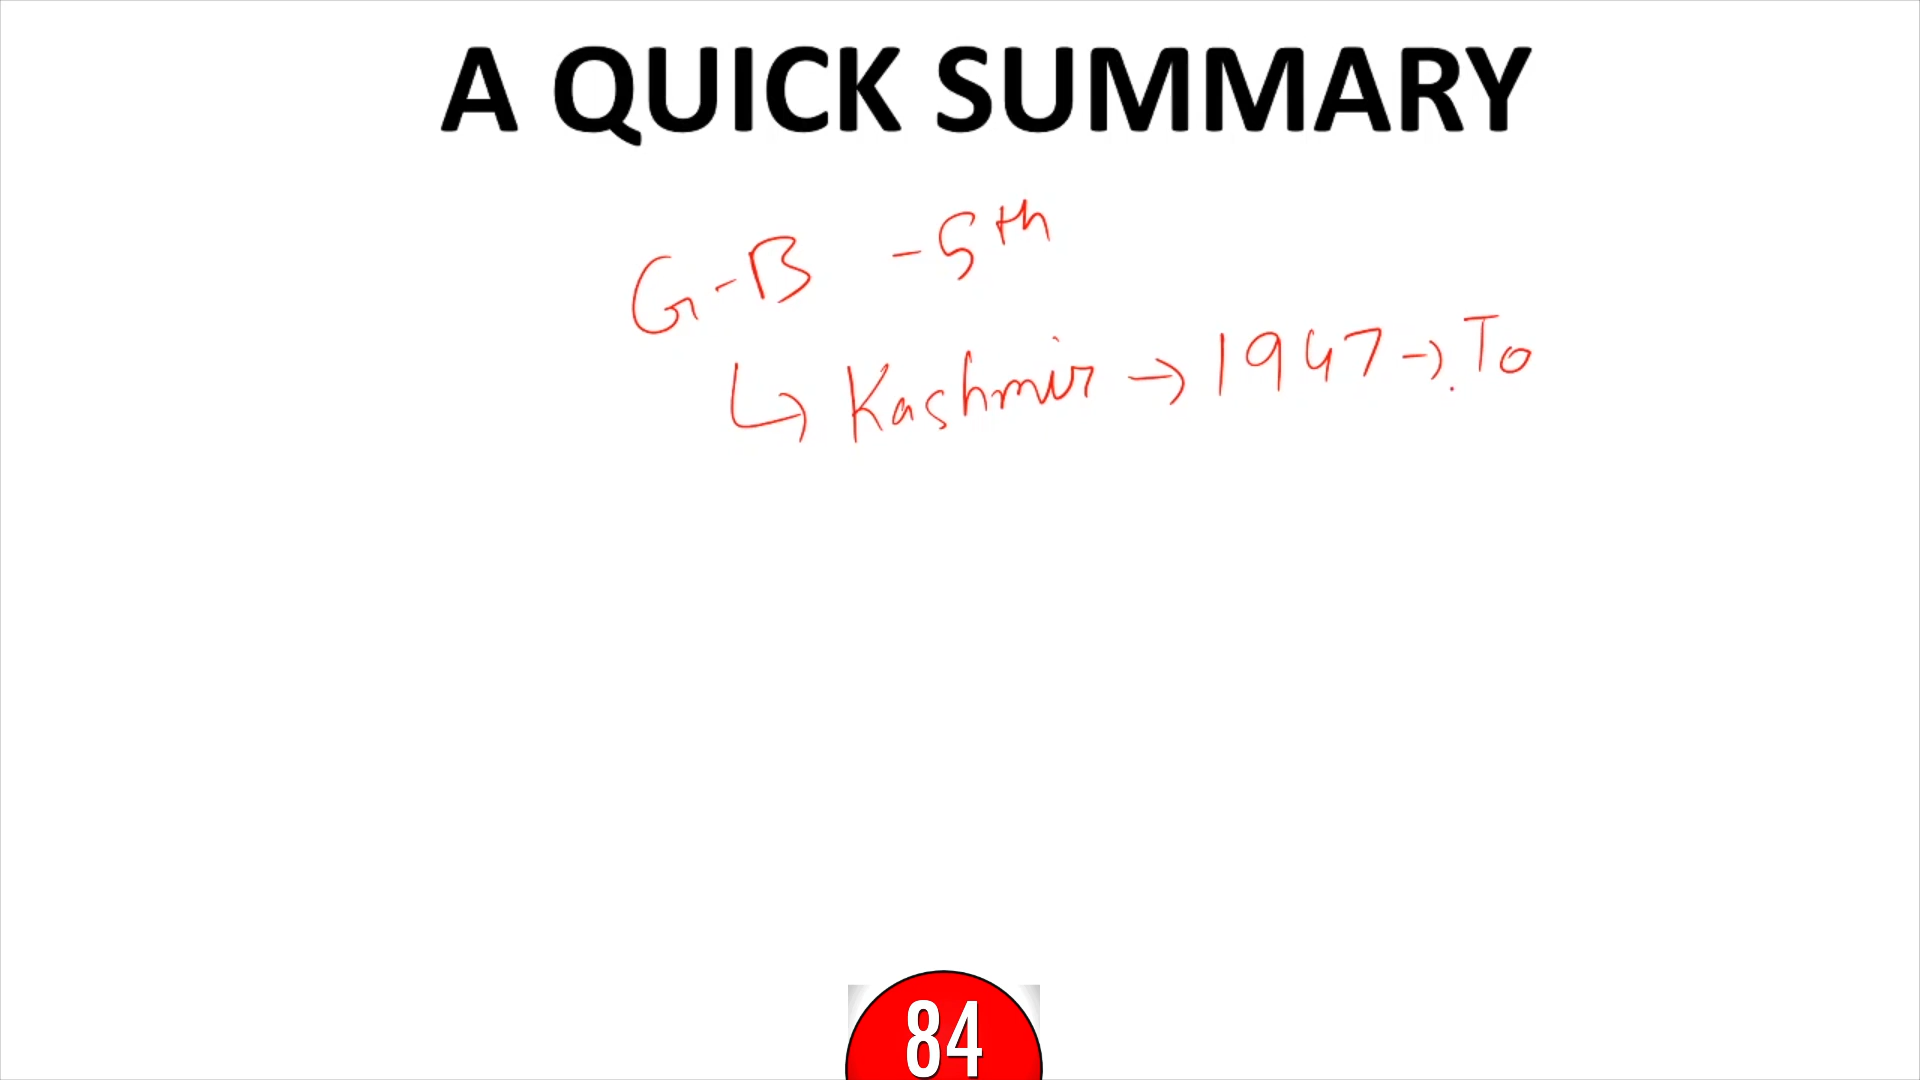 A QUICK SUMMARY
G-B - 5th
↳ Kashmir → 1947 → To
84